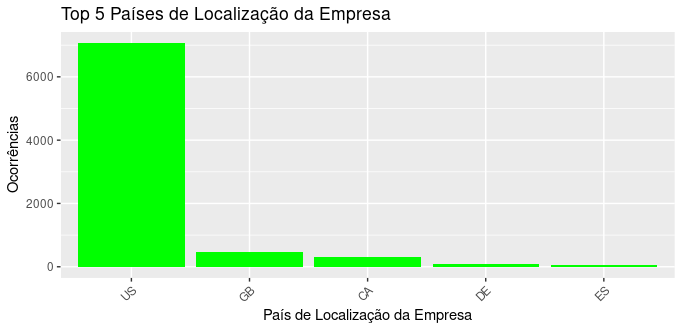 Top 5 Países de Localização da Empresa
Ocorrências
6000
4000
2000
0
US
GB
CA
DE
ES
País de Localização da Empresa